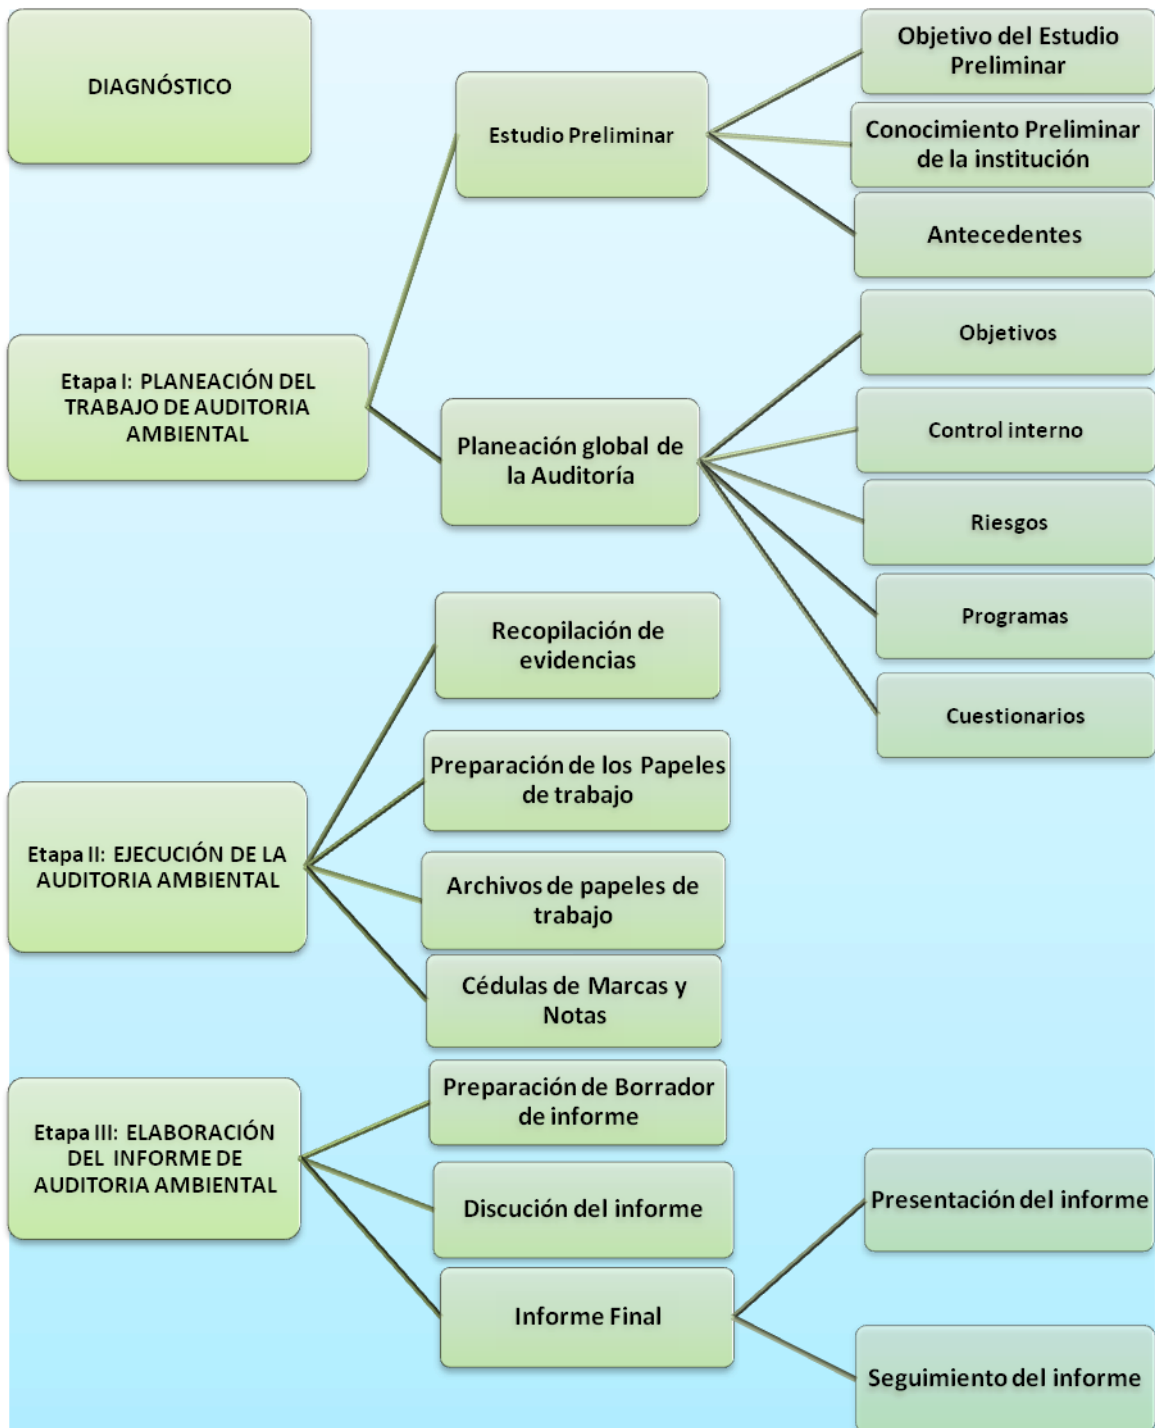 DIAGNÓSTICO
Estudio Preliminar
Objetivo del Estudio
Preliminar
Conocimiento Preliminar
de la institución
Antecedentes
Etapa I: PLANEACIÓN DEL
TRABAJO DE AUDITORIA
AMBIENTAL
Planeación global de
la Auditoría
Objetivos
Control interno
Riesgos
Programas
Cuestionarios
Etapa II: EJECUCIÓN DE LA
AUDITORIA AMBIENTAL
Recopilación de
evidencias
Preparación de los Papeles
de trabajo
Archivos de papeles de
trabajo
Cédulas de Marcas y
Notas
Etapa III: ELABORACIÓN
DEL INFORME DE
AUDITORIA AMBIENTAL
Preparación de Borrador
de informe
Discución del informe
Informe Final
Presentación del informe
Seguimiento del informe